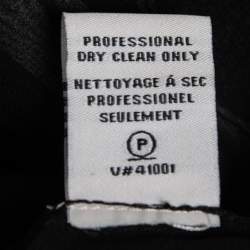 PROFESSIONAL
DRY CLEAN ONLY
NETTOYAGE Á SEC
PROFESSIONEL
SEULEMENT
P
V#41001